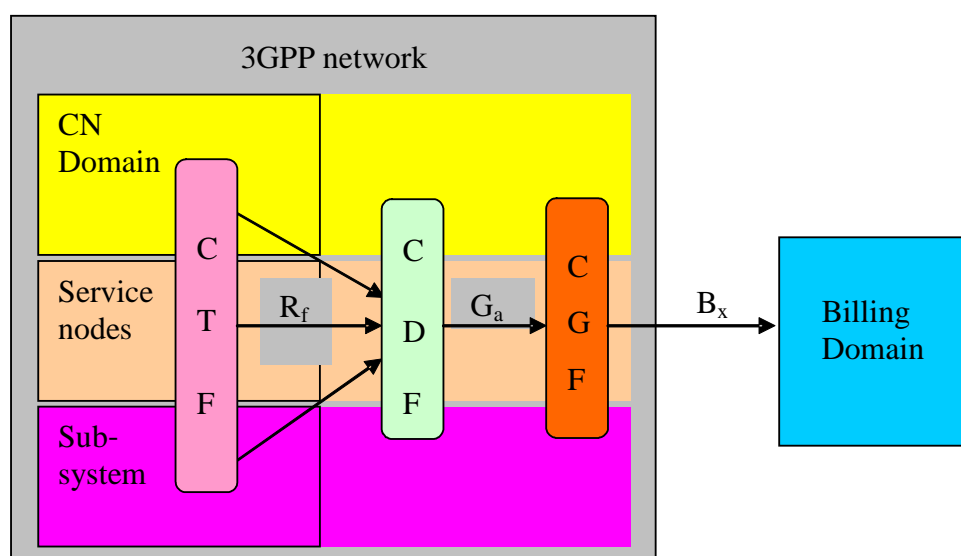 3GPP network
CN
Domain
C
T
F
Service
nodes
R_f
C
D
F
G_a
C
G
F
B_x
Billing
Domain
Sub-
system